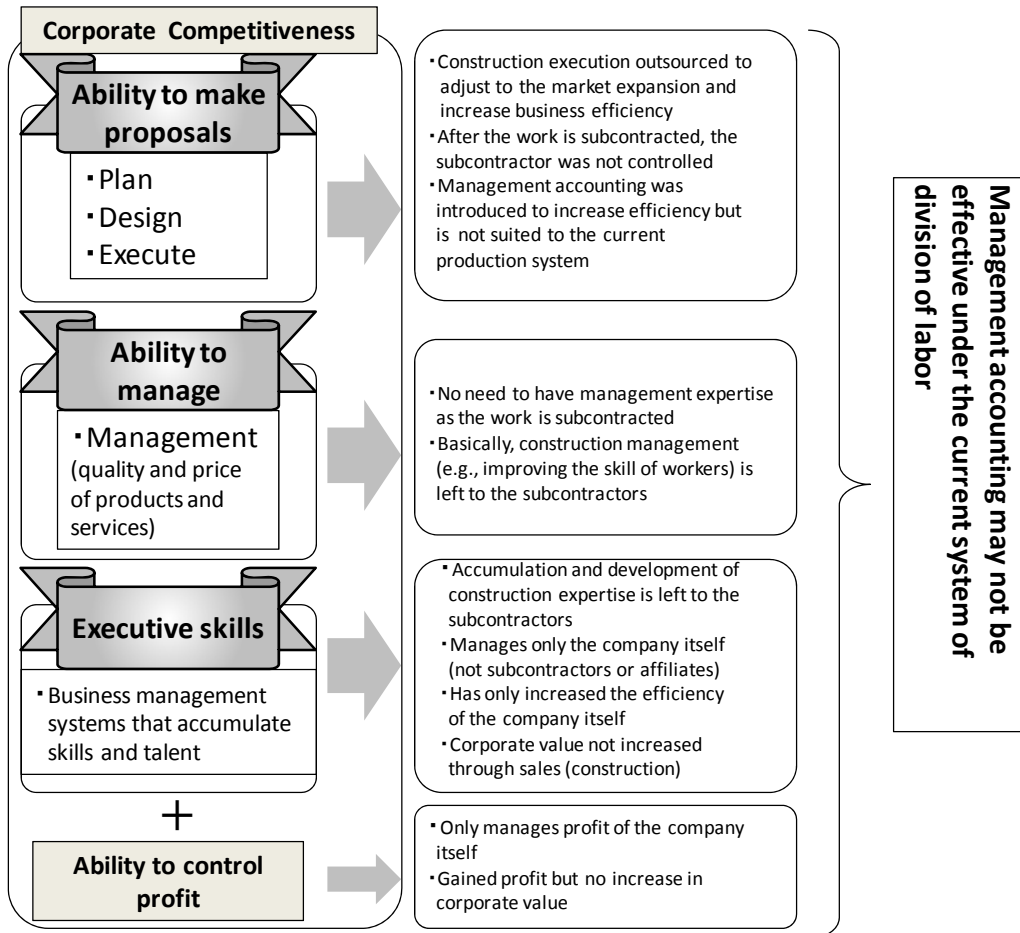 Corporate Competitiveness
Ability to make
proposals
・Plan
・Design
・Execute
・Construction execution outsourced to
adjust to the market expansion and
increase business efficiency
・After the work is subcontracted, the
subcontractor was not controlled
・Management accounting was
introduced to increase efficiency but
is not suited to the current
production system
Ability to
manage
・Management
(quality and price
of products and
services)
・No need to have management expertise
as the work is subcontracted
・Basically, construction management
(e.g., improving the skill of workers) is
left to the subcontractors
Executive skills
・Business management
systems that accumulate
skills and talent
・Accumulation and development of
construction expertise is left to the
subcontractors
・Manages only the company itself
(not subcontractors or affiliates)
・Has only increased the efficiency
of the company itself
・Corporate value not increased
through sales (construction)
+
Ability to control
profit
・Only manages profit of the company
itself
・Gained profit but no increase in
corporate value
Management accounting may not be
effective under the current system of
division of labor